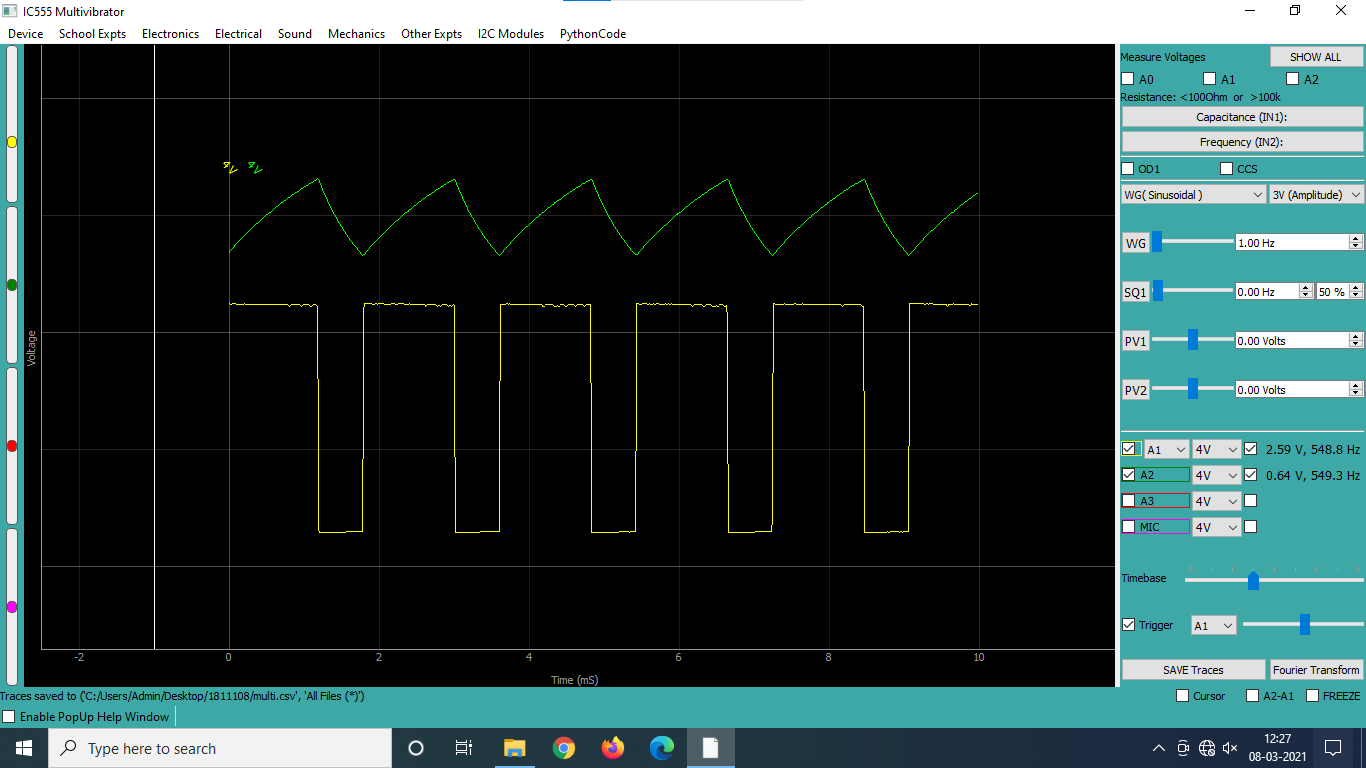 IC555 Multivibrator
Device School Expts Electronics Electrical Sound Mechanics Other Expts I2C Modules PythonCode
Measure Voltages SHOW ALL
A0 A1 A2
Resistance: <100Ohm or >100k
Capacitance (IN1):
Frequency (IN2):
OD1 CCS
WG( Sinusoidal ) 3V (Amplitude)
WG 1.00 Hz
SQ1 0.00 Hz 50 %
PV1 0.00 Volts
PV2 0.00 Volts
A1 4V 2.59 V, 548.8 Hz
A2 4V 0.64 V, 549.3 Hz
A3 4V
MIC 4V
Timebase
Trigger A1
SAVE Traces Fourier Transform
Cursor A2-A1 FREEZE
4V 4V
Voltage
-2 0 2 4 6 8 10
Time (mS)
Traces saved to ('C:/Users/Admin/Desktop/1811108/multi.csv', 'All Files (*)')
Enable PopUp Help Window
Type here to search
12:27
08-03-2021